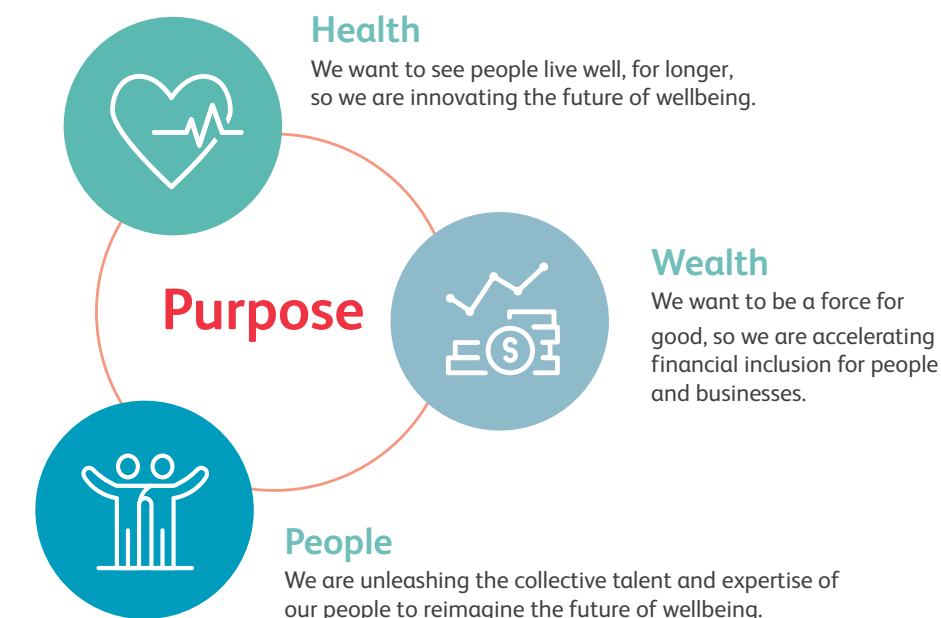 Health
We want to see people live well, for longer,
so we are innovating the future of wellbeing.
Purpose
Wealth
We want to be a force for
good, so we are accelerating
financial inclusion for people
and businesses.
$
People
We are unleashing the collective talent and expertise of
our people to reimagine the future of wellbeing.